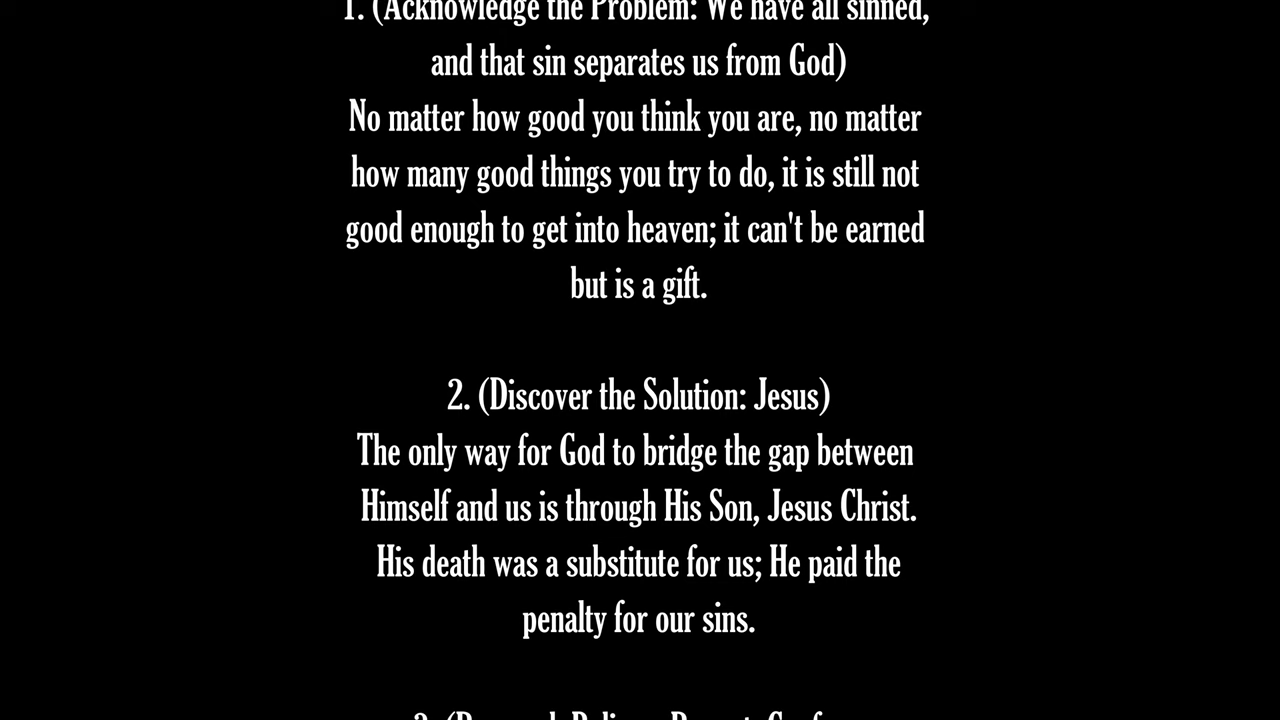 1. (Acknowledge the Problem: We have all sinned,
and that sin separates us from God)
No matter how good you think you are, no matter
how many good things you try to do, it is still not
good enough to get into heaven; it can't be earned
but is a gift.
2. (Discover the Solution: Jesus)
The only way for God to bridge the gap between
Himself and us is through His Son, Jesus Christ.
His death was a substitute for us; He paid the
penalty for our sins.